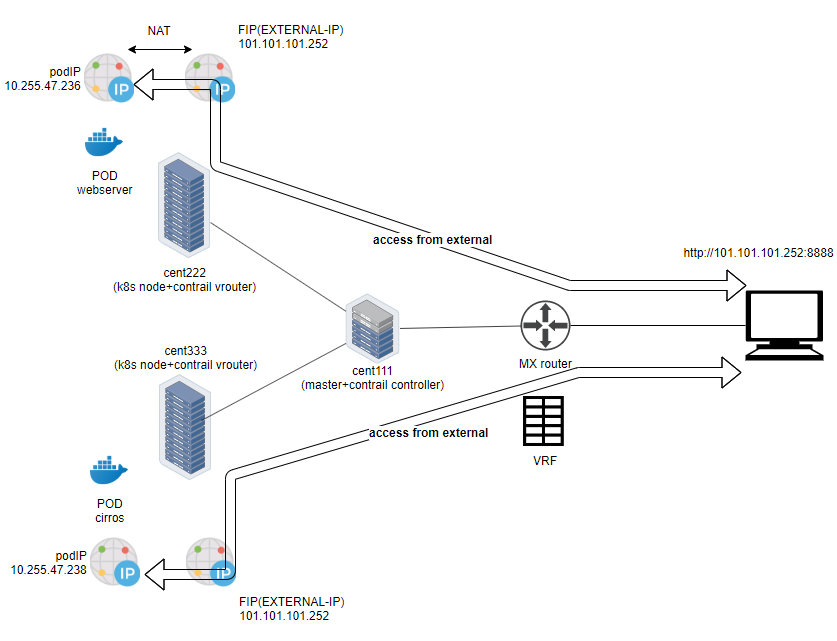 NAT
FIP(EXTERNAL-IP)
101.101.101.252
podIP
10.255.47.236
IP
IP
POD
webserver
access from external
http://101.101.101.252:8888
cent222
(k8s node+contrail vrouter)
cent333
(k8s node+contrail vrouter)
cent111
(master+contrail controller)
MX router
access from external
VRF
POD
cirros
podIP
10.255.47.238
IP
IP
FIP(EXTERNAL-IP)
101.101.101.252